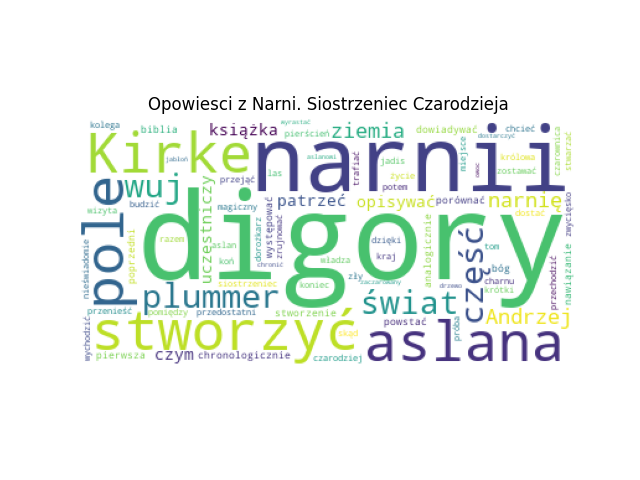 Opowiesci z Narni. Siostrzeniec Czarodzieja
kolega
biblia
książka
wyrastać
pierścień
ziemia
dowiadywać
chcieć
dostarczyć
Kirke
jabłoń
narnii
aslanowi
trafiać
jadis
miejsce
owoc
królowa
czarownica
stwarzać
wuj
przejąć
las
życie
zostawać
pole
wizyta
budzić
uczestniczy
magiczny
patrzeć
potem
opisywać
porównać
narnię
dostać
zwycięsko
digory
poprzedni
razem
aslan
dorożkarz
występować
zrujnować
dzięki
kraj
analogicznie
część
tom
bóg
nawiązanie
przechodzić
nieświadomie
koń
władza
chronić
siostrzeniec
koniec
zły
zaczarowany
drzewo
charnu
krótki
plummer
świat
przenieść
pomiędzy
przedostatni
stworzenie
skąd
powstać
próba
Andrzej
stworzyć
aslana
wychodzić
pierwsza
czym
chronologicznie
czarodziej